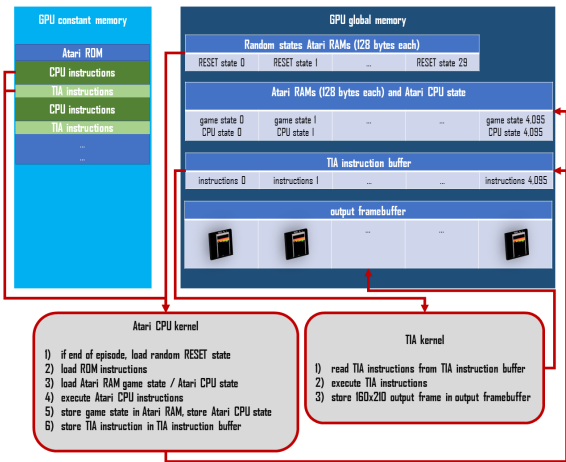 GPU constant memory
Atari ROM
CPU instructions
TIA instructions
CPU instructions
TIA instructions
...
...
GPU global memory
Random states Atari RAMs (128 bytes each)
RESET state 0 RESET state 1 ... RESET state 29
Atari RAMs (128 bytes each) and Atari CPU state
game state 0 game state 1 ... ... game state 4.095
CPU state 0 CPU state 1 CPU state 4.095
TIA instruction buffer
instructions 0 instructions 1 ... ... instructions 4.095
output framebuffer
... ...
Atari CPU kernel
1) if end of episode, load random RESET state
2) load ROM instructions
3) load Atari RAM game state / Atari CPU state
4) execute Atari CPU instructions
5) store game state in Atari RAM, store Atari CPU state
6) store TIA instruction in TIA instruction buffer
TIA kernel
1) read TIA instructions from TIA instruction buffer
2) execute TIA instructions
3) store 160x210 output frame in output framebuffer